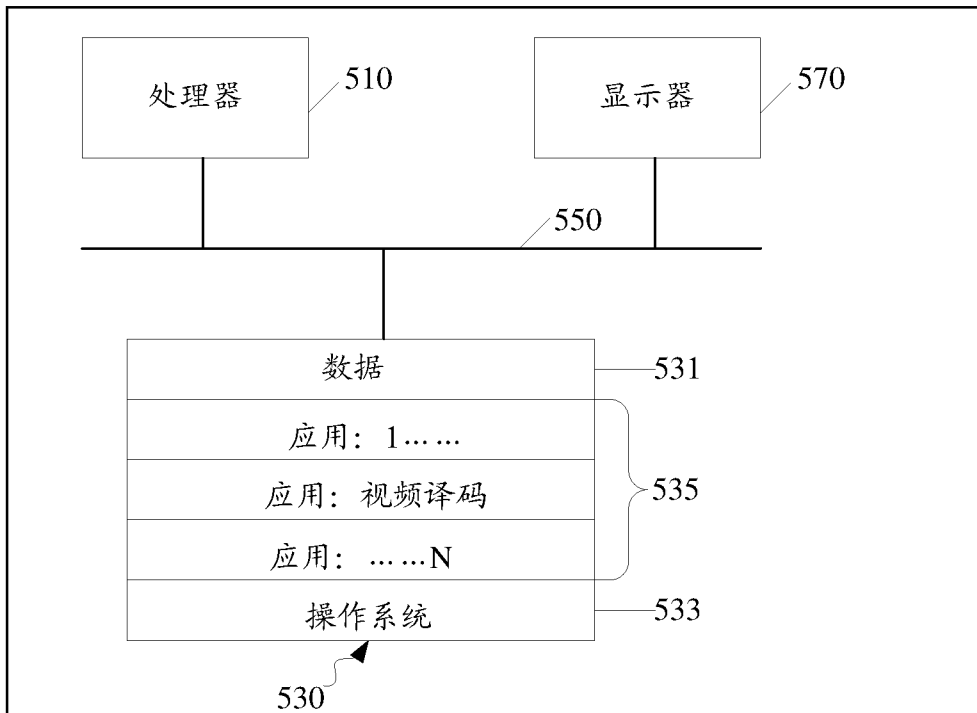 处理器
510
显示器
570
550
数据
531
应用：1……
应用：视频译码
535
应用：……N
操作系统
533
530